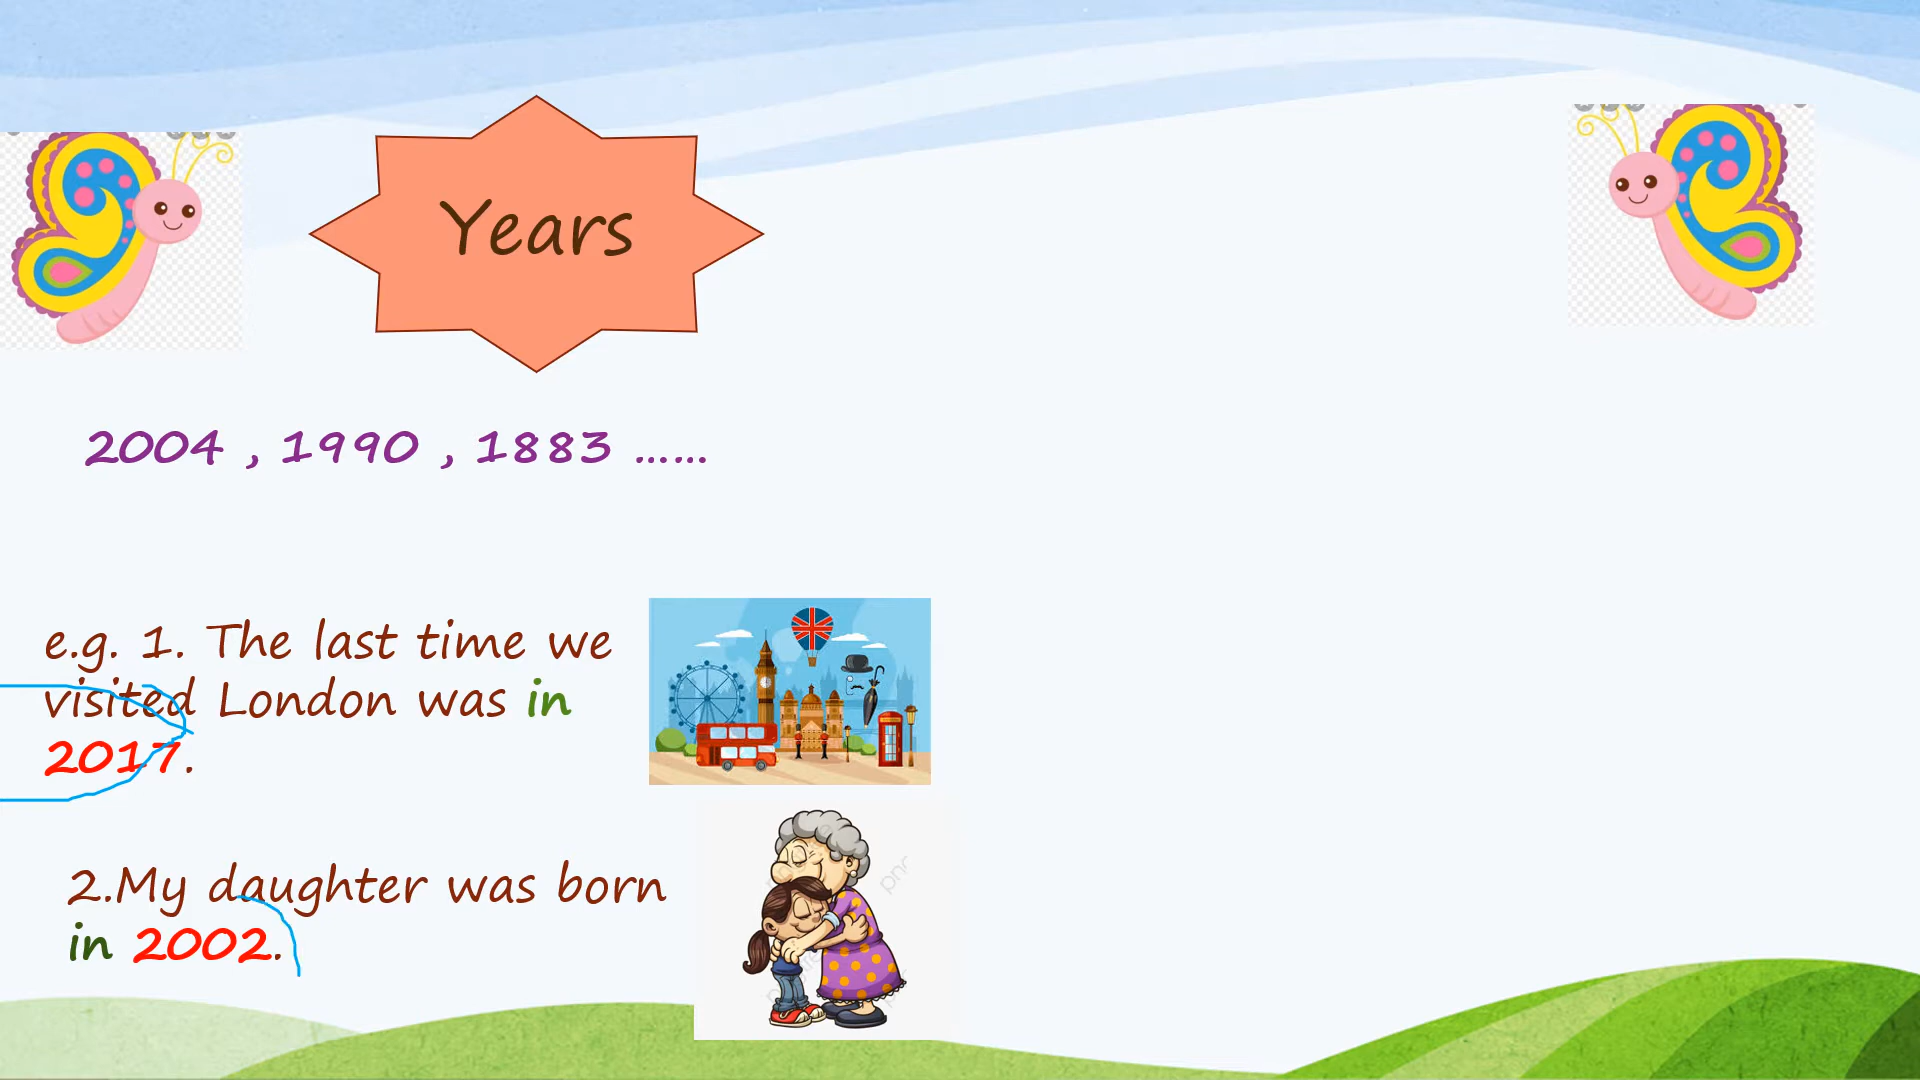 Years
2004 , 1990 , 1883 ......
e.g. 1. The last time we
visited London was in
2017.
2.My daughter was born
in 2002.